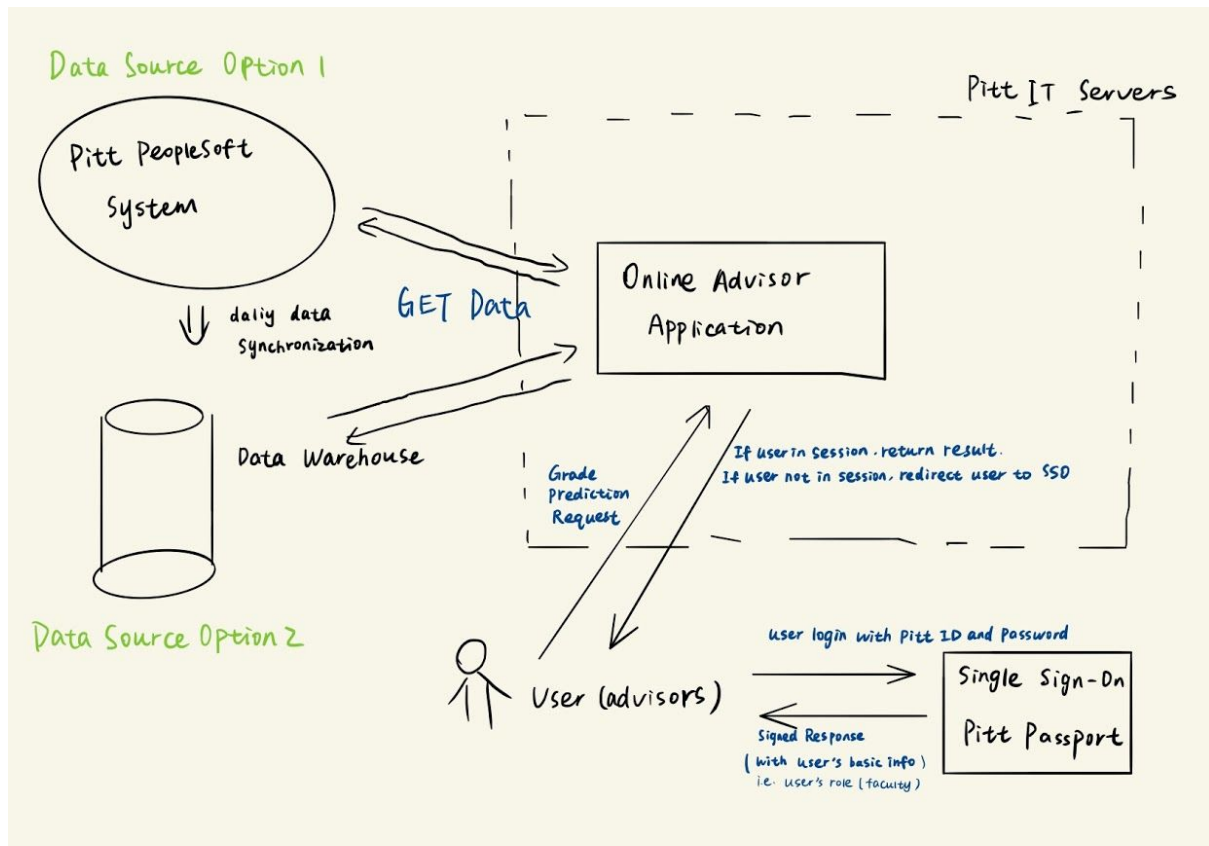 Data Source Option 1
Pitt IT Servers
Pitt PeopleSoft
System
Online Advisor
Application
GET Data
daliy data
Synchronization
Data Warehouse
If user in session, return result.
If user not in session, redirect user to SSO
Grade
Prediction
Request
Data Source Option 2
User (advisors)
user login with Pitt ID and Password
Single Sign-On
Pitt Passport
Signed Response
(with user's basic info)
i.e. user's role (faculty)